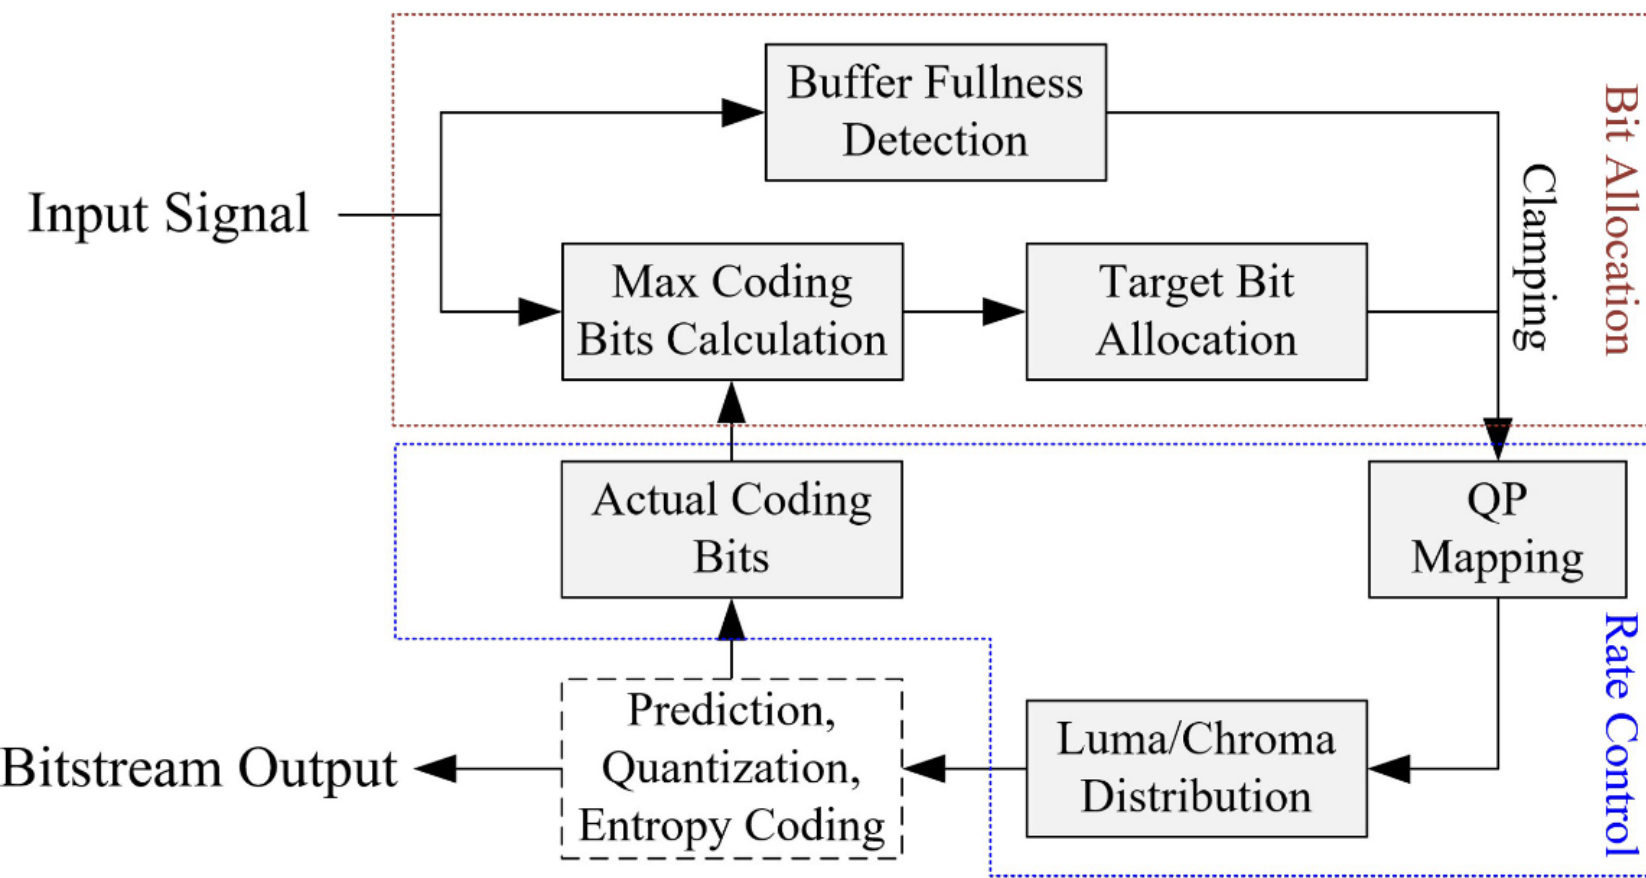 Buffer Fullness
Detection
Bit Allocation
Clamping
Input Signal
Max Coding
Bits Calculation
Target Bit
Allocation
Actual Coding
Bits
QP
Mapping
Rate Control
Prediction,
Quantization,
Entropy Coding
Luma/Chroma
Distribution
Bitstream Output